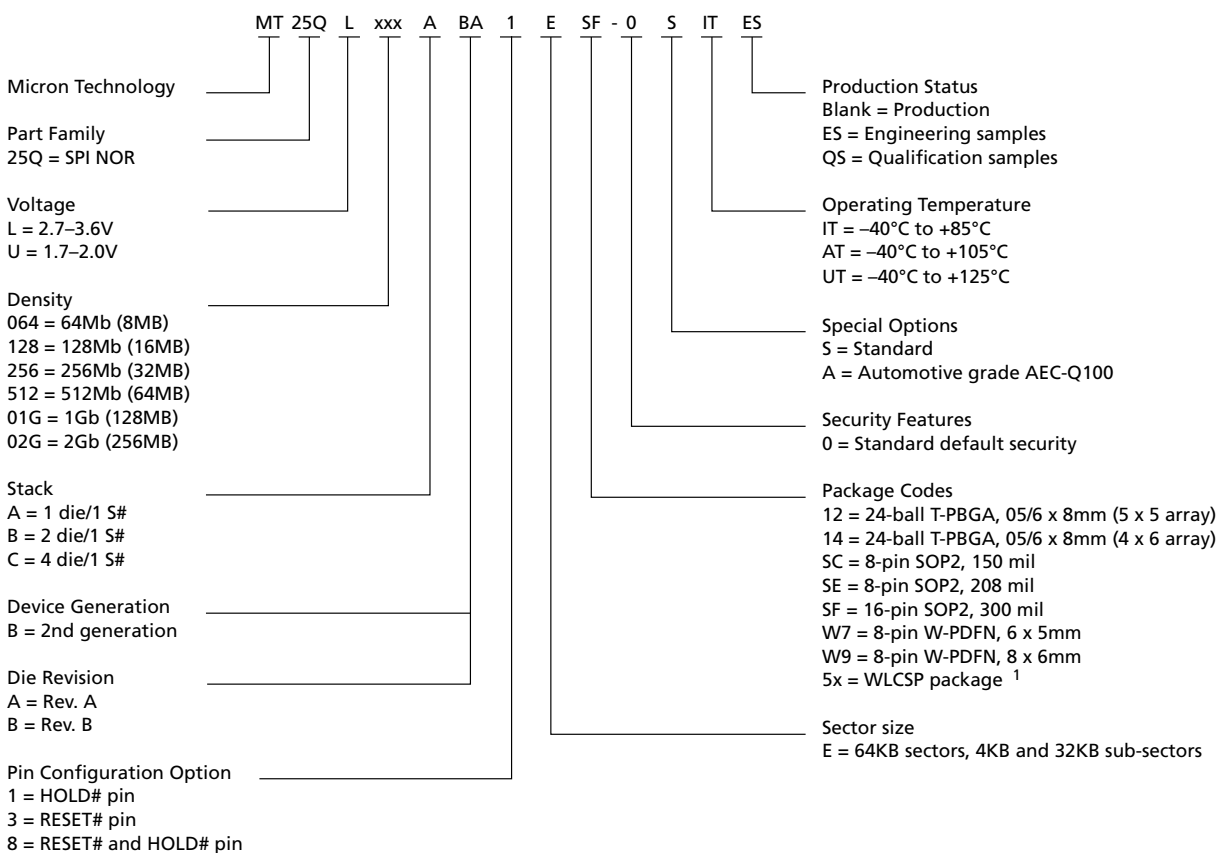 MT 25Q L xxx A BA 1 E SF - 0 S IT ES
Micron Technology
Part Family
25Q = SPI NOR
Voltage
L = 2.7–3.6V
U = 1.7–2.0V
Density
064 = 64Mb (8MB)
128 = 128Mb (16MB)
256 = 256Mb (32MB)
512 = 512Mb (64MB)
01G = 1Gb (128MB)
02G = 2Gb (256MB)
Stack
A = 1 die/1 S#
B = 2 die/1 S#
C = 4 die/1 S#
Device Generation
B = 2nd generation
Die Revision
A = Rev. A
B = Rev. B
Pin Configuration Option
1 = HOLD# pin
3 = RESET# pin
8 = RESET# and HOLD# pin
Production Status
Blank = Production
ES = Engineering samples
QS = Qualification samples
Operating Temperature
IT = –40°C to +85°C
AT = –40°C to +105°C
UT = –40°C to +125°C
Special Options
S = Standard
A = Automotive grade AEC-Q100
Security Features
0 = Standard default security
Package Codes
12 = 24-ball T-PBGA, 05/6 x 8mm (5 x 5 array)
14 = 24-ball T-PBGA, 05/6 x 8mm (4 x 6 array)
SC = 8-pin SOP2, 150 mil
SE = 8-pin SOP2, 208 mil
SF = 16-pin SOP2, 300 mil
W7 = 8-pin W-PDFN, 6 x 5mm
W9 = 8-pin W-PDFN, 8 x 6mm
5x = WLCSP package 1
Sector size
E = 64KB sectors, 4KB and 32KB sub-sectors